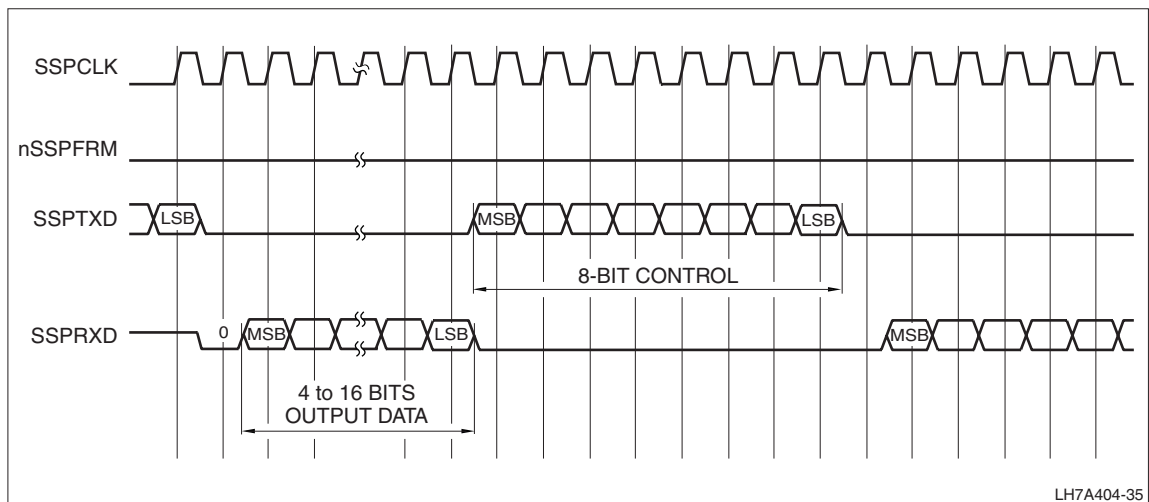 SSPCLK
nSSPFRM
SSPTXD
LSB
MSB
LSB
8-BIT CONTROL
SSPRXD
0
MSB
LSB
MSB
4 to 16 BITS
OUTPUT DATA
LH7A404-35